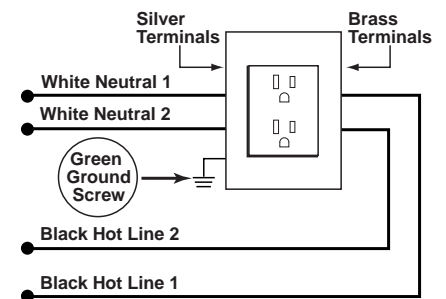 Silver
Terminals
Brass
Terminals
White Neutral 1
White Neutral 2
Green
Ground
Screw
Black Hot Line 2
Black Hot Line 1